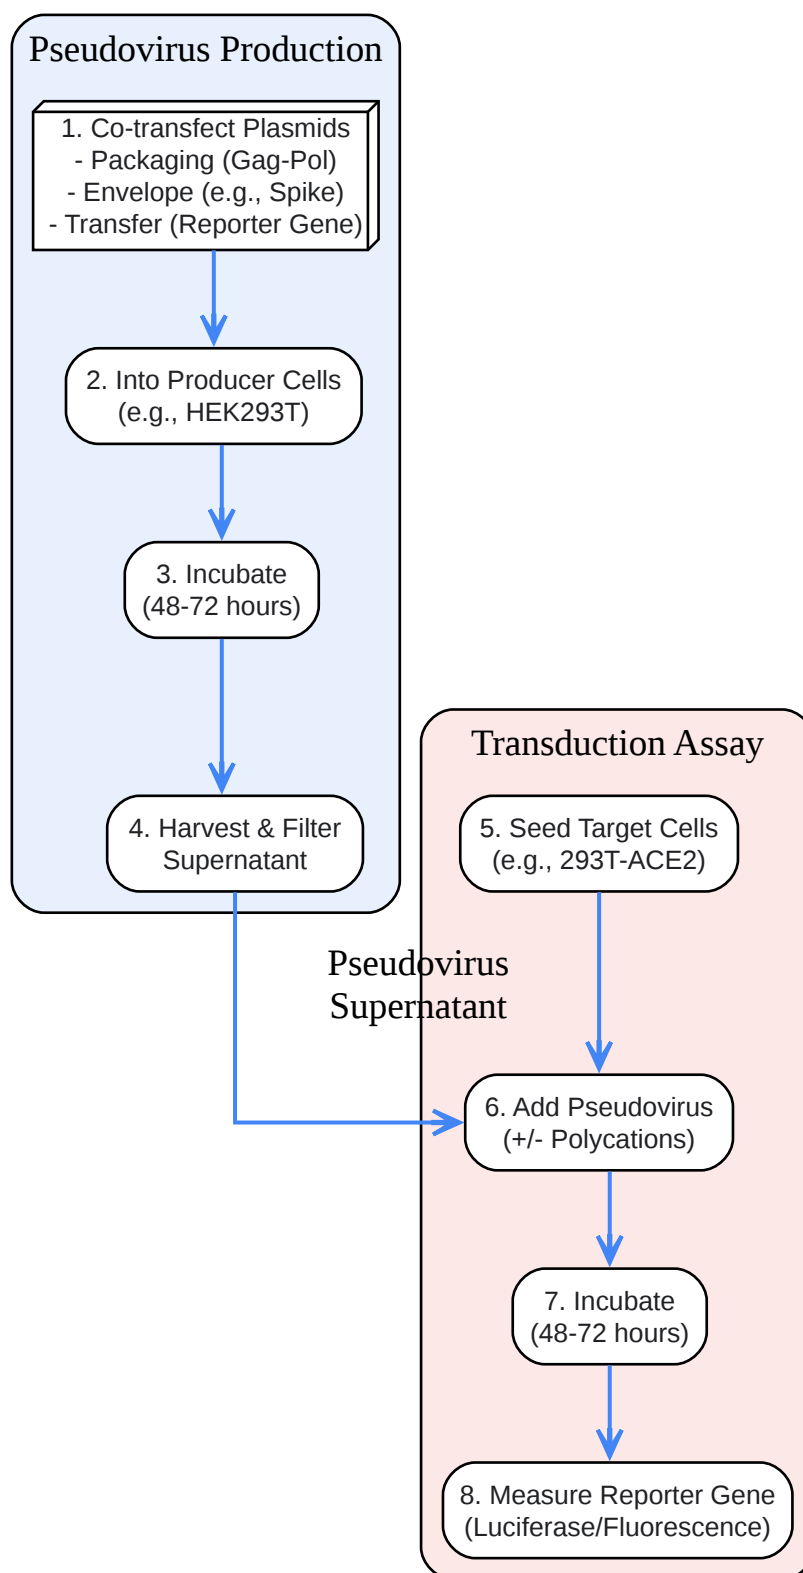 Pseudovirus Production
1. Co-transfect Plasmids
- Packaging (Gag-Pol)
- Envelope (e.g., Spike)
- Transfer (Reporter Gene)
2. Into Producer Cells
(e.g., HEK293T)
3. Incubate
(48-72 hours)
4. Harvest & Filter
Supernatant
Transduction Assay
5. Seed Target Cells
(e.g., 293T-ACE2)
Pseudovirus
Supernatant
6. Add Pseudovirus
(+/- Polycations)
7. Incubate
(48-72 hours)
8. Measure Reporter Gene
(Luciferase/Fluorescence)